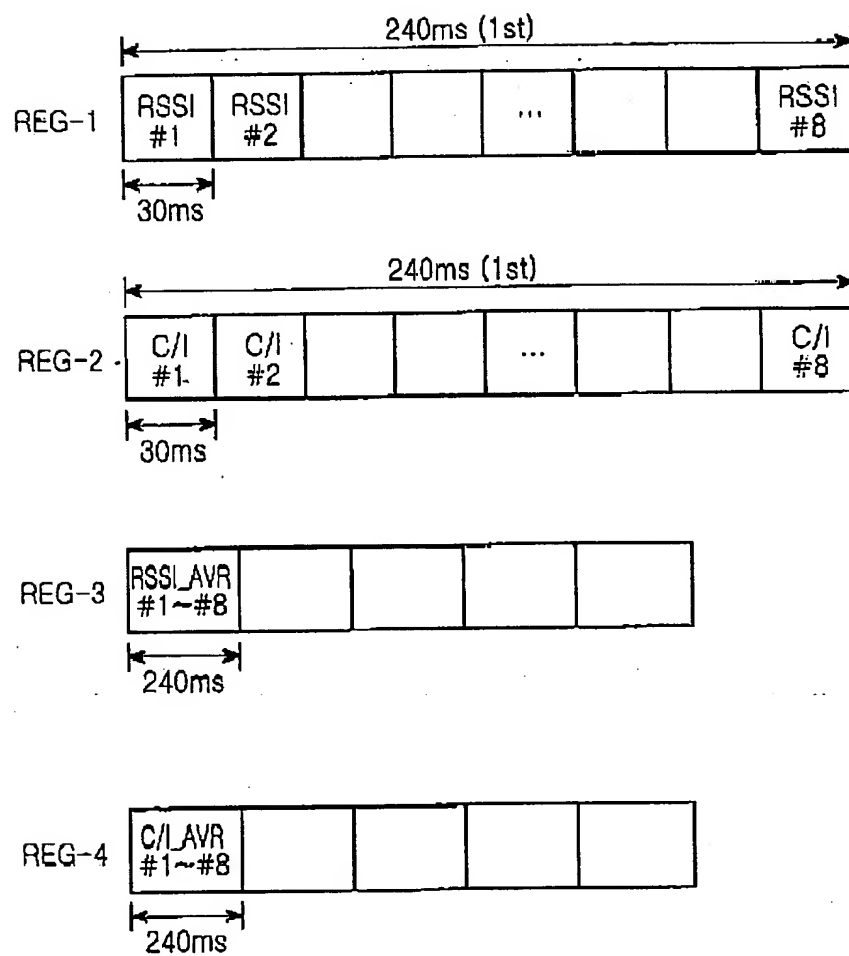 240ms (1st)
REG-1
RSSI
#1
RSSI
#2
...
RSSI
#8
30ms
240ms (1st)
REG-2
C/I
#1
C/I
#2
...
C/I
#8
30ms
REG-3
RSSI_AVR
#1~#8
240ms
REG-4
C/I_AVR
#1~#8
240ms